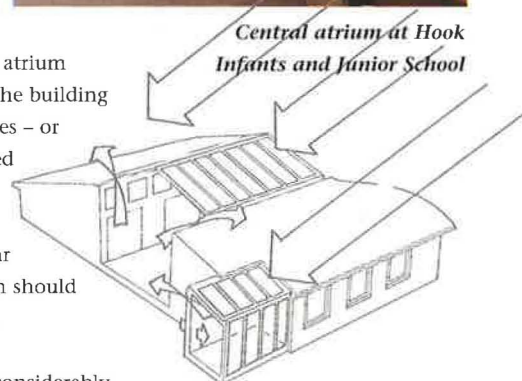 Central atrium at Hook
Infants and Junior School
atrium
he building
es – or
ed
ar
n should
onsiderably